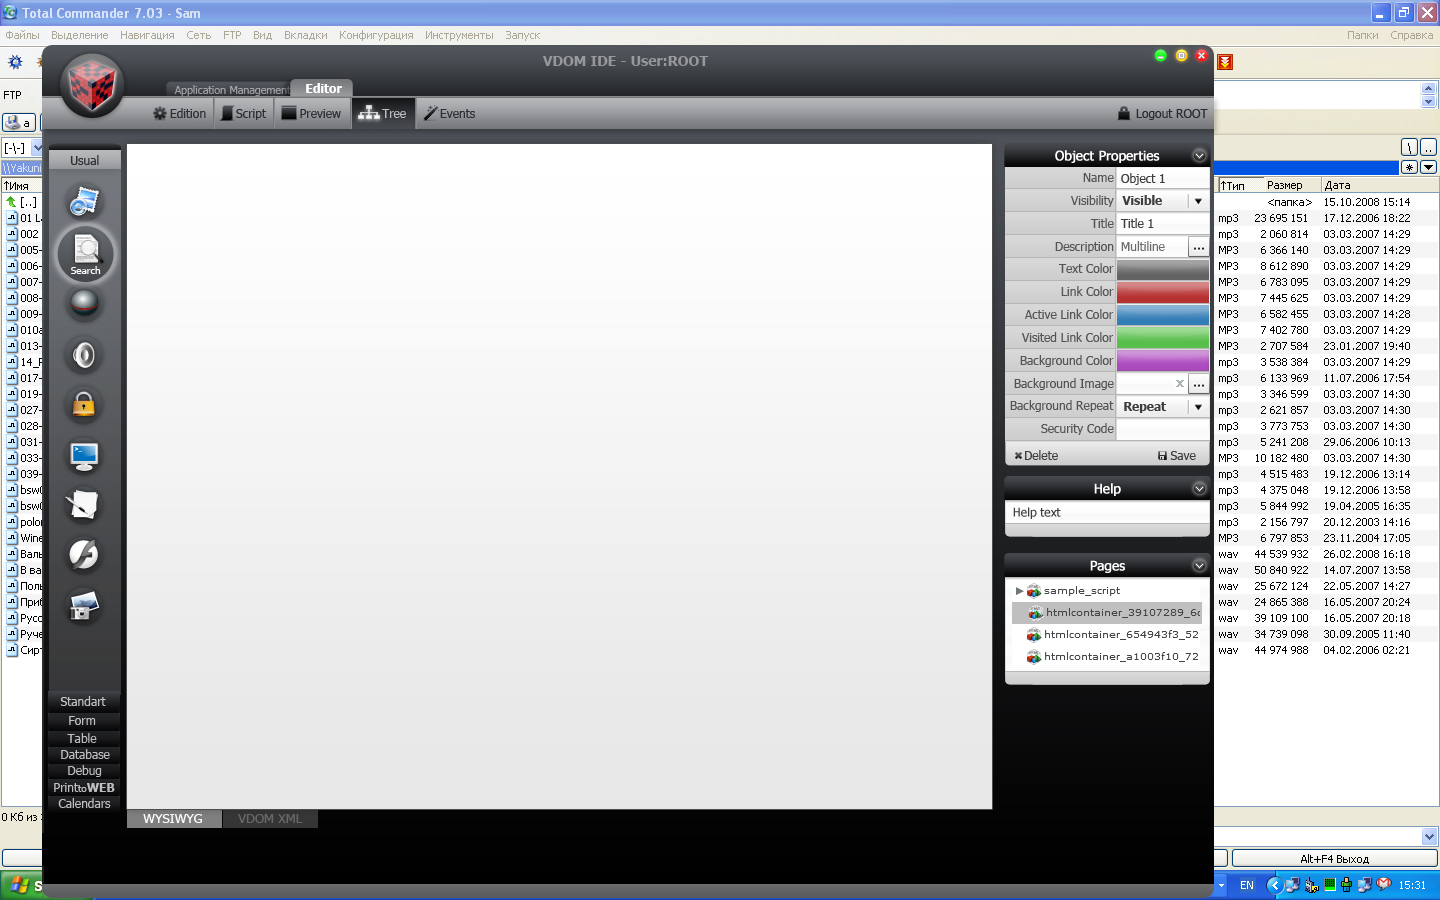 Total Commander 7.03 - Sam
Файлы Выделение Навигация Сеть FTP Вид Вкладки Конфигурация Инструменты Запуск Папки Справка
VDOM IDE - User:ROOT
Application Management Editor
Edition Script Preview Tree Events Logout ROOT
FTP
a
[-\-]
\ ..
\\Yakuni
*
↑Имя
[..]
01 L
002
005-
006-
007-
008-
009-
010a
013-
14_F
017-
019-
027-
028-
031-
033-
039-
bsw
bsw
polo
Wine
Валь
В ва
Поль
При
Русс
Руче
Сирт
0 Кб из
Usual
Search
Standart
Form
Table
Database
Debug
PrinttoWEB
Calendars
WYSIWYG VDOM XML
Object Properties
Name Object 1
Visibility Visible
Title Title 1
Description Multiline ...
Text Color
Link Color
Active Link Color
Visited Link Color
Background Color
Background Image x ...
Background Repeat Repeat
Security Code
Delete Save
Help
Help text
Pages
sample_script
htmlcontainer_39107289_6c
htmlcontainer_654943f3_52
htmlcontainer_a1003f10_72
↑Тип Размер Дата
<папка> 15.10.2008 15:14
mp3 23 695 151 17.12.2006 18:22
mp3 2 060 814 03.03.2007 14:29
MP3 6 366 140 03.03.2007 14:29
MP3 8 612 890 03.03.2007 14:29
MP3 6 783 095 03.03.2007 14:29
MP3 7 445 625 03.03.2007 14:29
MP3 6 582 455 03.03.2007 14:28
MP3 7 402 780 03.03.2007 14:29
MP3 2 707 584 23.01.2007 19:40
mp3 3 538 384 03.03.2007 14:29
mp3 6 133 969 11.07.2006 17:54
mp3 3 346 599 03.03.2007 14:30
mp3 2 621 857 03.03.2007 14:30
mp3 3 773 753 03.03.2007 14:30
mp3 5 241 208 29.06.2006 10:13
MP3 10 182 480 03.03.2007 14:30
mp3 4 515 483 19.12.2006 13:14
mp3 4 375 048 19.12.2006 13:58
mp3 5 844 992 19.04.2005 16:35
mp3 2 156 797 20.12.2003 14:16
MP3 6 797 853 23.11.2004 17:05
wav 44 539 932 26.02.2008 16:18
wav 50 840 922 14.07.2007 13:58
wav 25 672 124 22.05.2007 14:27
wav 24 865 388 16.05.2007 20:24
wav 39 109 100 16.05.2007 20:18
wav 34 739 098 30.09.2005 11:40
wav 44 974 988 04.02.2006 02:21
Alt+F4 Выход
S
EN 15:31